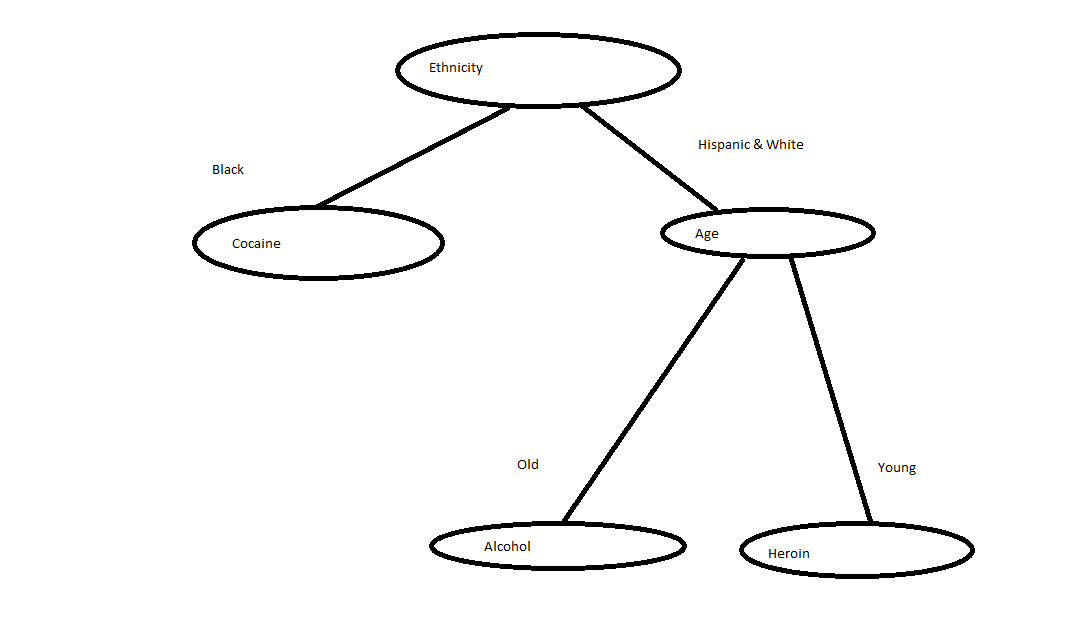 Ethnicity
Hispanic & White
Black
Age
Cocaine
Old
Young
Alcohol
Heroin